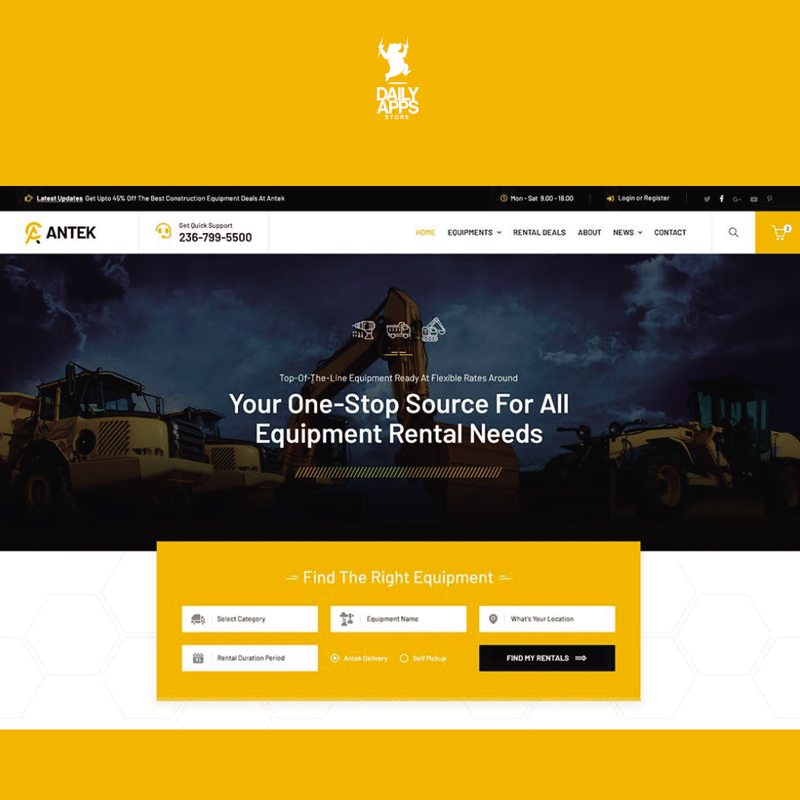 DAILY
APPS
STORE
Latest Updates Get Upto 45% Off The Best Construction Equipment Deals At Antek
Mon - Sat 9.00 - 18.00
Login or Register
ANTEK
Get Quick Support
236-799-5500
HOME
EQUIPMENTS
RENTAL DEALS
ABOUT
NEWS
CONTACT
2
Top-Of-The-Line Equipment Ready At Flexible Rates Around
Your One-Stop Source For All
Equipment Rental Needs
Find The Right Equipment
Select Category
Equipment Name
What's Your Location
Rental Duration Period
Antek Delivery
Self Pickup
FIND MY RENTALS